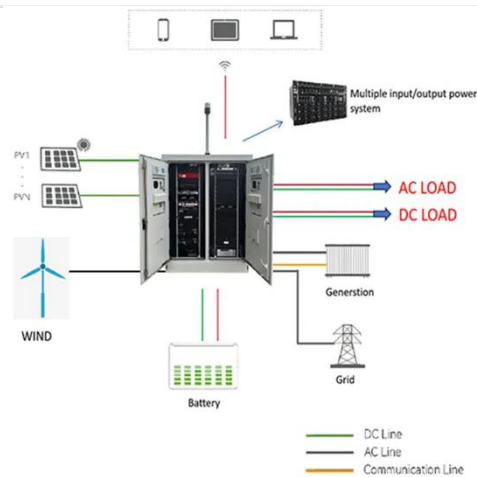 Multiple input/output power
system
PV1
PVN
AC LOAD
DC LOAD
WIND
Generstion
Battery
Grid
DC Line
AC Line
Communication Line